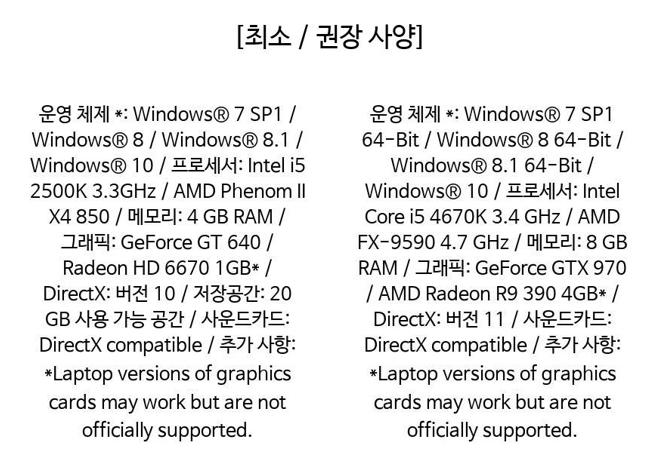 [최소 / 권장 사양]
운영 체제 *: Windows® 7 SP1 /
Windows® 8 / Windows® 8.1 /
Windows® 10 / 프로세서: Intel i5
2500K 3.3GHz / AMD Phenom II
X4 850 / 메모리: 4 GB RAM /
그래픽: GeForce GT 640 /
Radeon HD 6670 1GB* /
DirectX: 버전 10 / 저장공간: 20
GB 사용 가능 공간 / 사운드카드:
DirectX compatible / 추가 사항:
*Laptop versions of graphics
cards may work but are not
officially supported.
운영 체제 *: Windows® 7 SP1
64-Bit / Windows® 8 64-Bit /
Windows® 8.1 64-Bit /
Windows® 10 / 프로세서: Intel
Core i5 4670K 3.4 GHz / AMD
FX-9590 4.7 GHz / 메모리: 8 GB
RAM / 그래픽: GeForce GTX 970
/ AMD Radeon R9 390 4GB* /
DirectX: 버전 11 / 사운드카드:
DirectX compatible / 추가 사항:
*Laptop versions of graphics
cards may work but are not
officially supported.